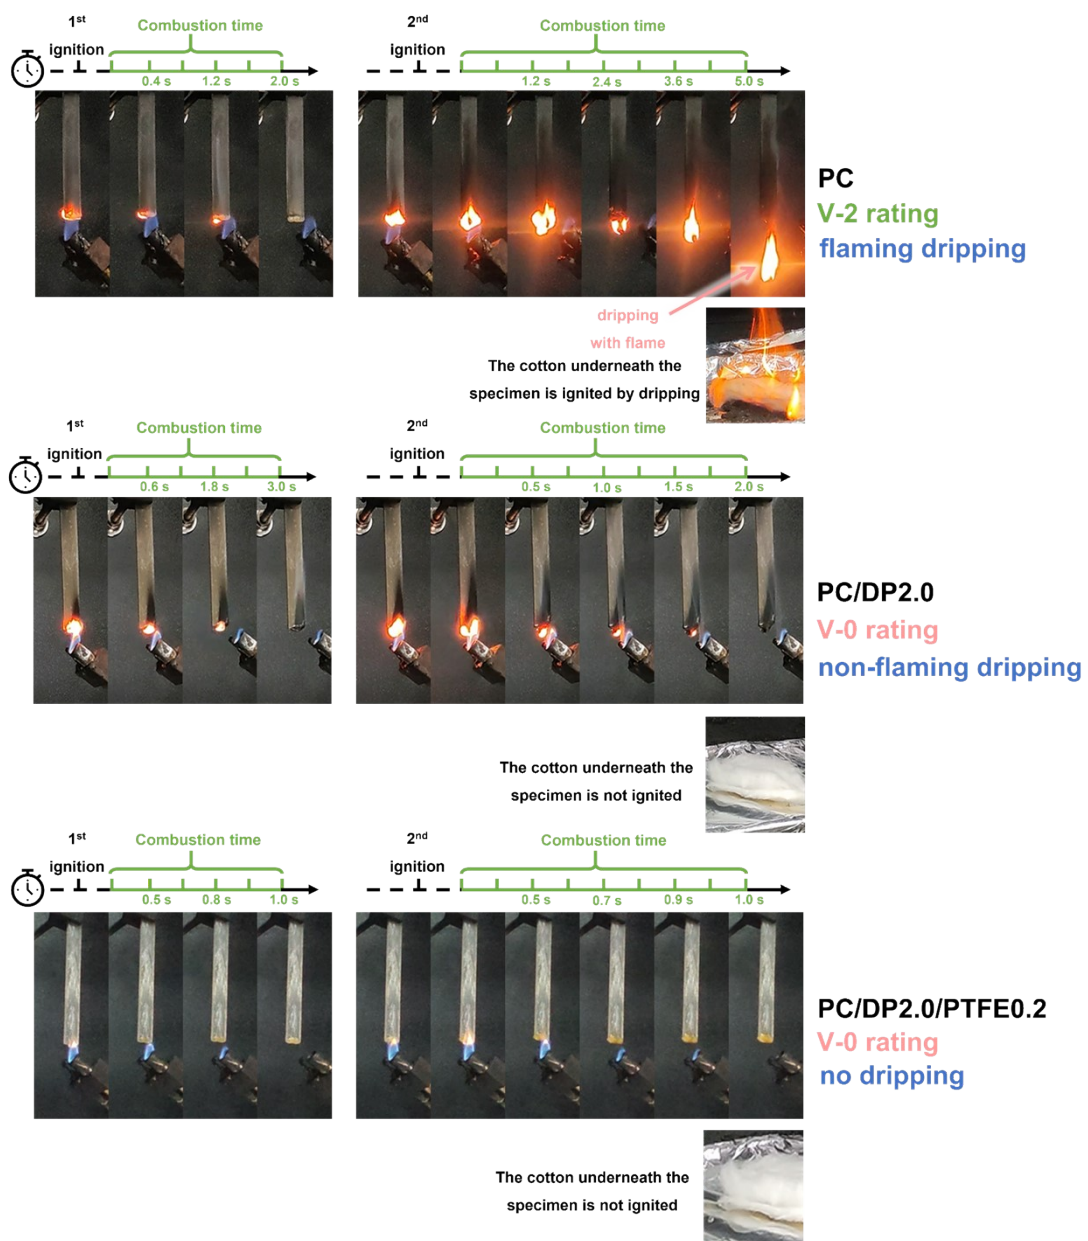 1st
ignition
Combustion time
0.4 s 1.2 s 2.0 s
2nd
ignition
Combustion time
1.2 s 2.4 s 3.6 s 5.0 s
PC
V-2 rating
flaming dripping
dripping
with flame
The cotton underneath the
specimen is ignited by dripping
1st
ignition
Combustion time
0.6 s 1.8 s 3.0 s
2nd
ignition
Combustion time
0.5 s 1.0 s 1.5 s 2.0 s
PC/DP2.0
V-0 rating
non-flaming dripping
The cotton underneath the
specimen is not ignited
1st
ignition
Combustion time
0.5 s 0.8 s 1.0 s
2nd
ignition
Combustion time
0.5 s 0.7 s 0.9 s 1.0 s
PC/DP2.0/PTFE0.2
V-0 rating
no dripping
The cotton underneath the
specimen is not ignited